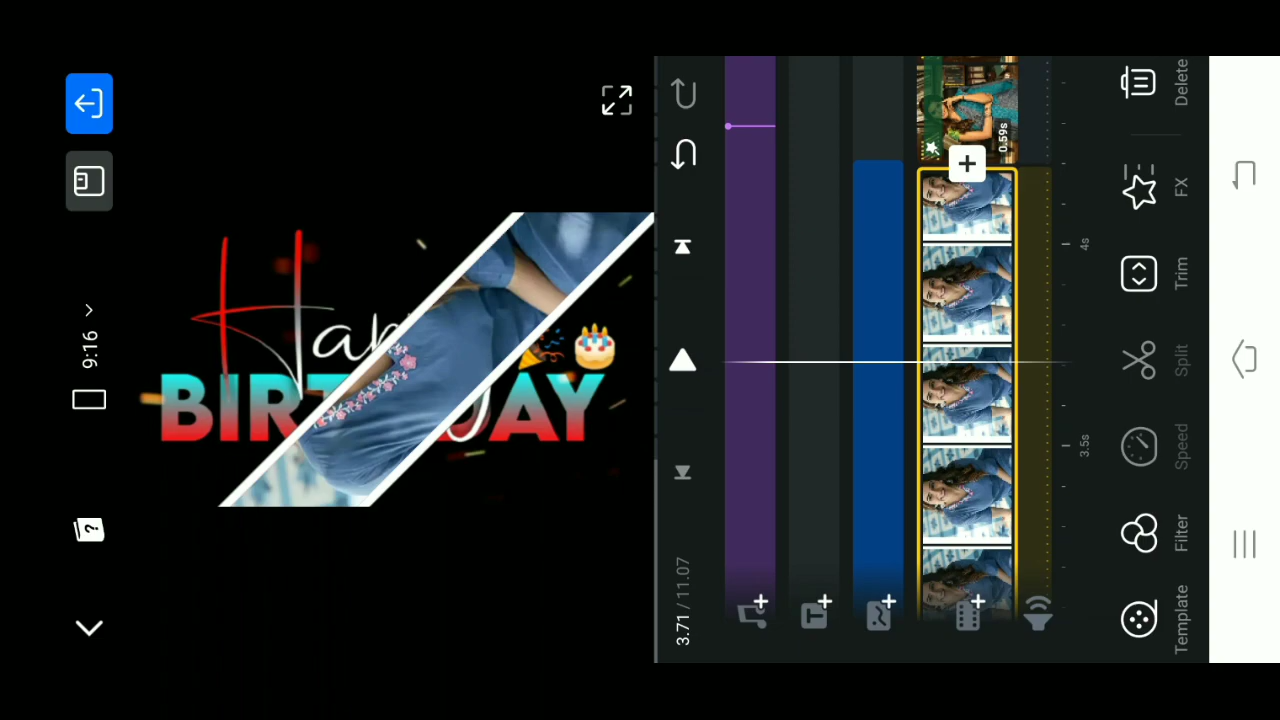 9:16
Hap
BIRT DAY
y
3.71 / 11.07
0.59s
4s
3.5s
Template
Filter
Speed
Split
Trim
FX
Delete